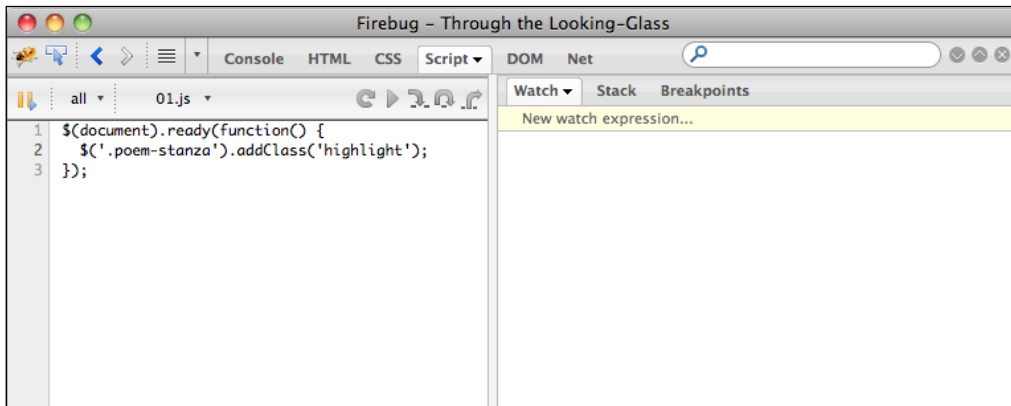 Firebug - Through the Looking-Glass
Console HTML CSS Script DOM Net
all 01.js
Watch Stack Breakpoints
New watch expression...
1 $(document).ready(function() {
2   $('.poem-stanza').addClass('highlight');
3 });